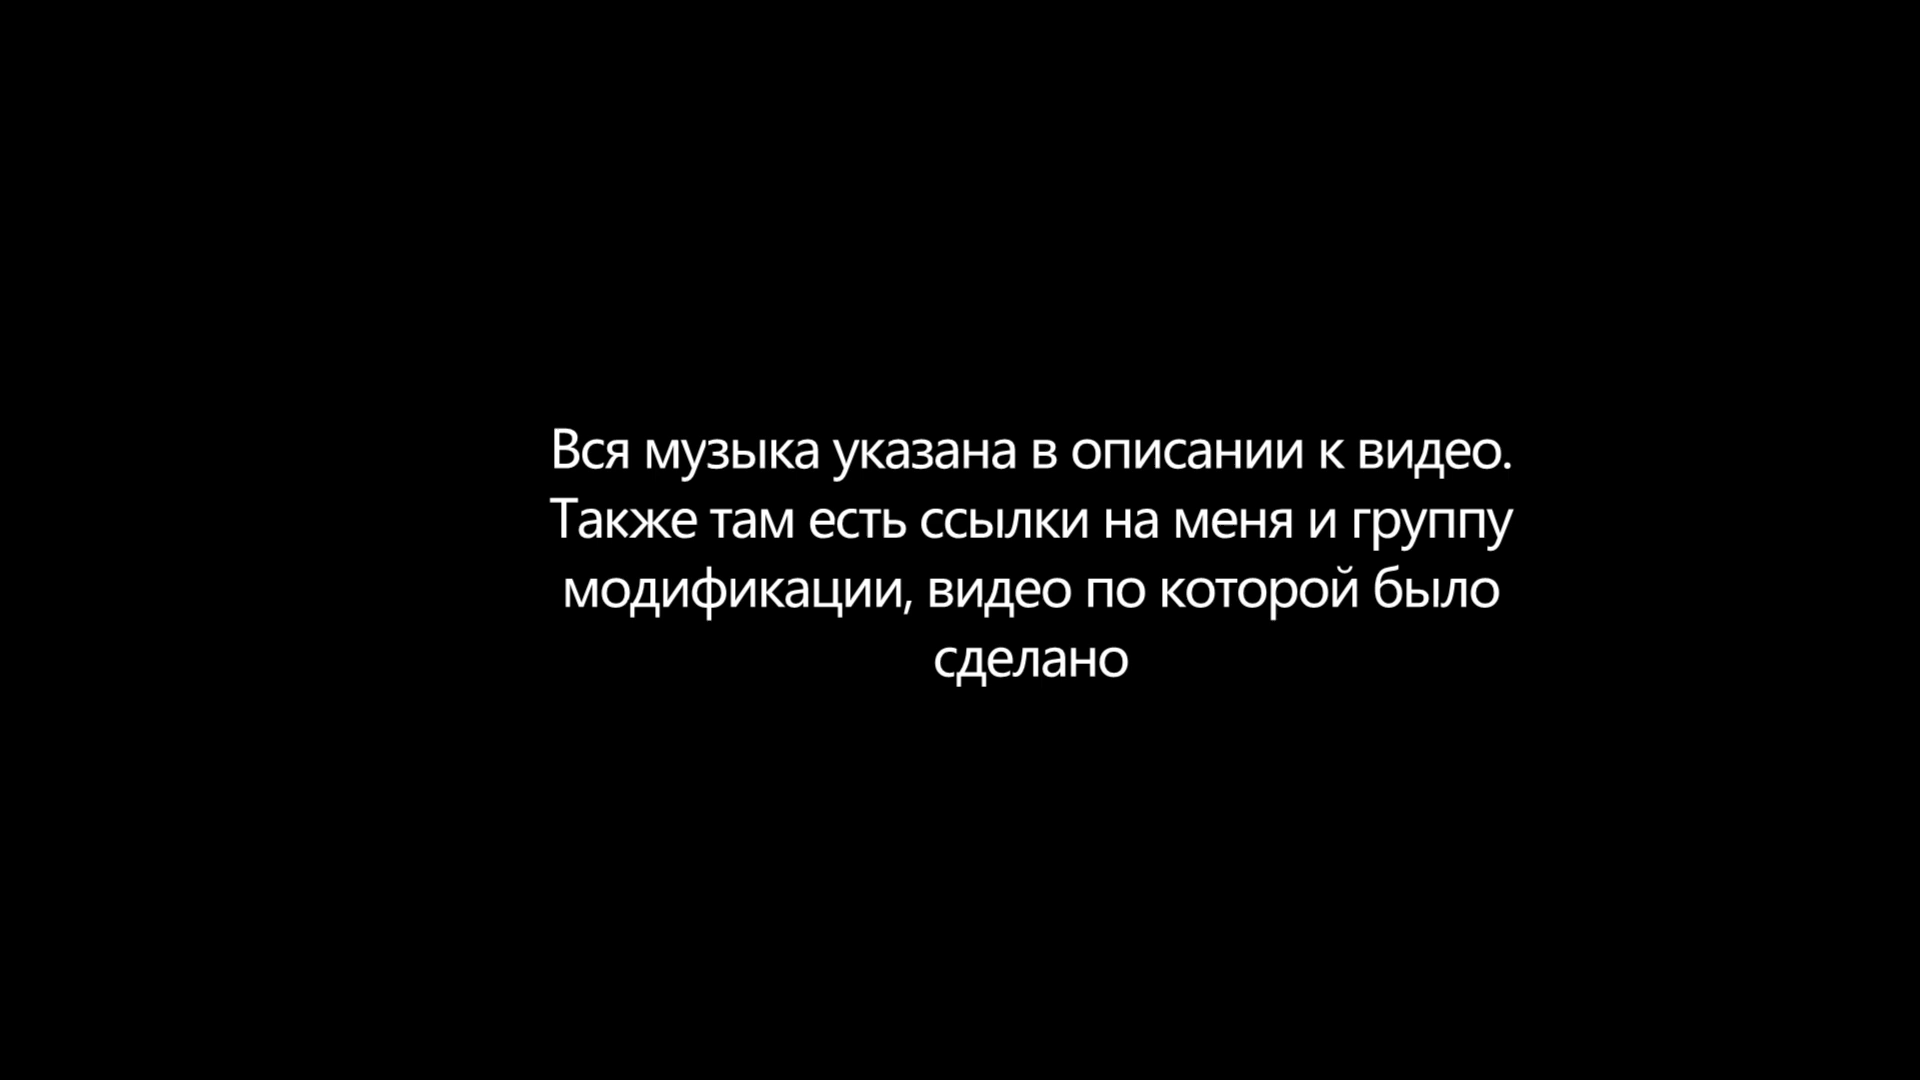 Вся музыка указана в описании к видео.
Также там есть ссылки на меня и группу
модификации, видео по которой было
сделано